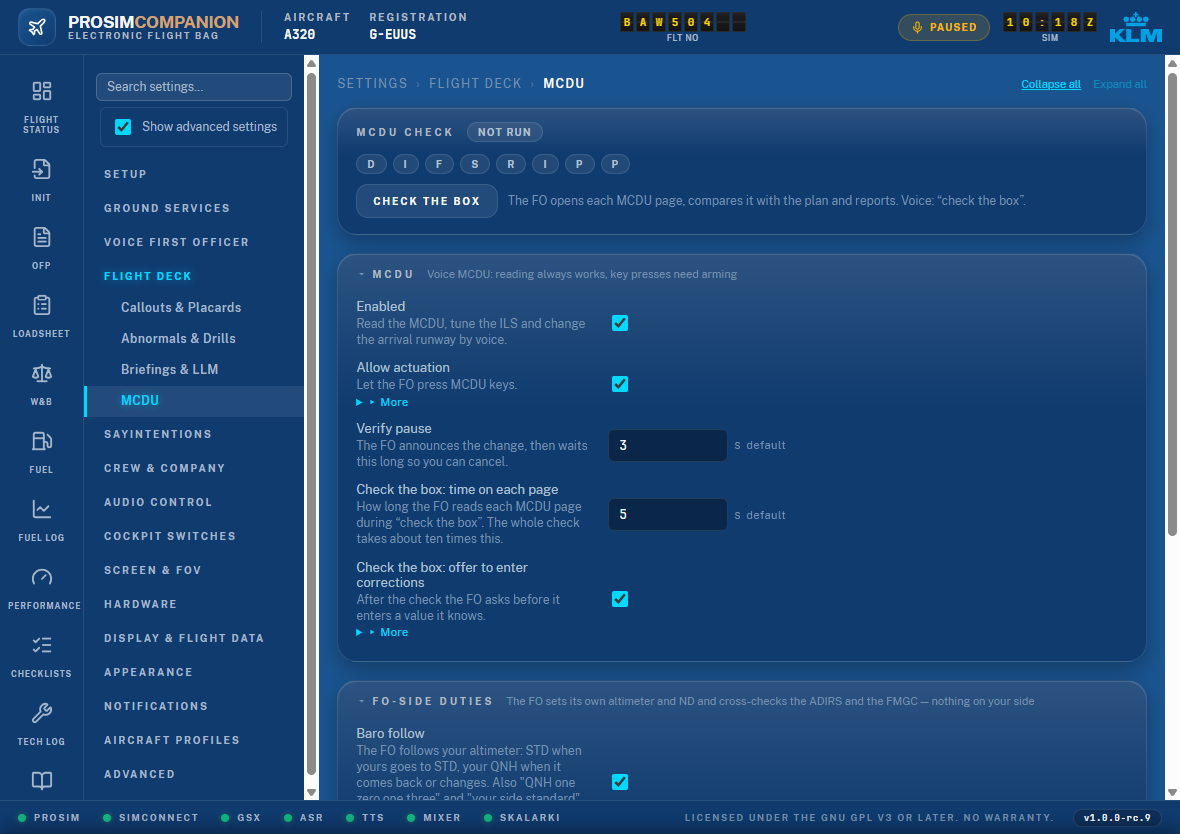 PROSIMCOMPANION
ELECTRONIC FLIGHT BAG
AIRCRAFT
A320
REGISTRATION
G-EUUS
BAW504
FLT NO
PAUSED
10:18Z
SIM
KLM
FLIGHT STATUS
INIT
OFP
LOADSHEET
W&B
FUEL
FUEL LOG
PERFORMANCE
CHECKLISTS
TECH LOG
Search settings...
Show advanced settings
SETUP
GROUND SERVICES
VOICE FIRST OFFICER
FLIGHT DECK
Callouts & Placards
Abnormals & Drills
Briefings & LLM
MCDU
SAYINTENTIONS
CREW & COMPANY
AUDIO CONTROL
COCKPIT SWITCHES
SCREEN & FOV
HARDWARE
DISPLAY & FLIGHT DATA
APPEARANCE
NOTIFICATIONS
AIRCRAFT PROFILES
ADVANCED
SETTINGS › FLIGHT DECK › MCDU
Collapse all Expand all
MCDU CHECK NOT RUN
D I F S R I P P
CHECK THE BOX The FO opens each MCDU page, compares it with the plan and reports. Voice: “check the box”.
MCDU Voice MCDU: reading always works, key presses need arming
Enabled
Read the MCDU, tune the ILS and change
the arrival runway by voice.
Allow actuation
Let the FO press MCDU keys.
More
Verify pause
The FO announces the change, then waits
this long so you can cancel.
3 S default
Check the box: time on each page
How long the FO reads each MCDU page
during “check the box”. The whole check
takes about ten times this.
5 S default
Check the box: offer to enter
corrections
After the check the FO asks before it
enters a value it knows.
More
FO-SIDE DUTIES The FO sets its own altimeter and ND and cross-checks the ADIRS and the FMGC — nothing on your side
Baro follow
The FO follows your altimeter: STD when
yours goes to STD, your QNH when it
comes back or changes. Also "QNH one
zero one three" and "your side standard".
PROSIM SIMCONNECT GSX ASR TTS MIXER SKALARKI
LICENSED UNDER THE GNU GPL V3 OR LATER. NO WARRANTY. v1.0.0-rc.9